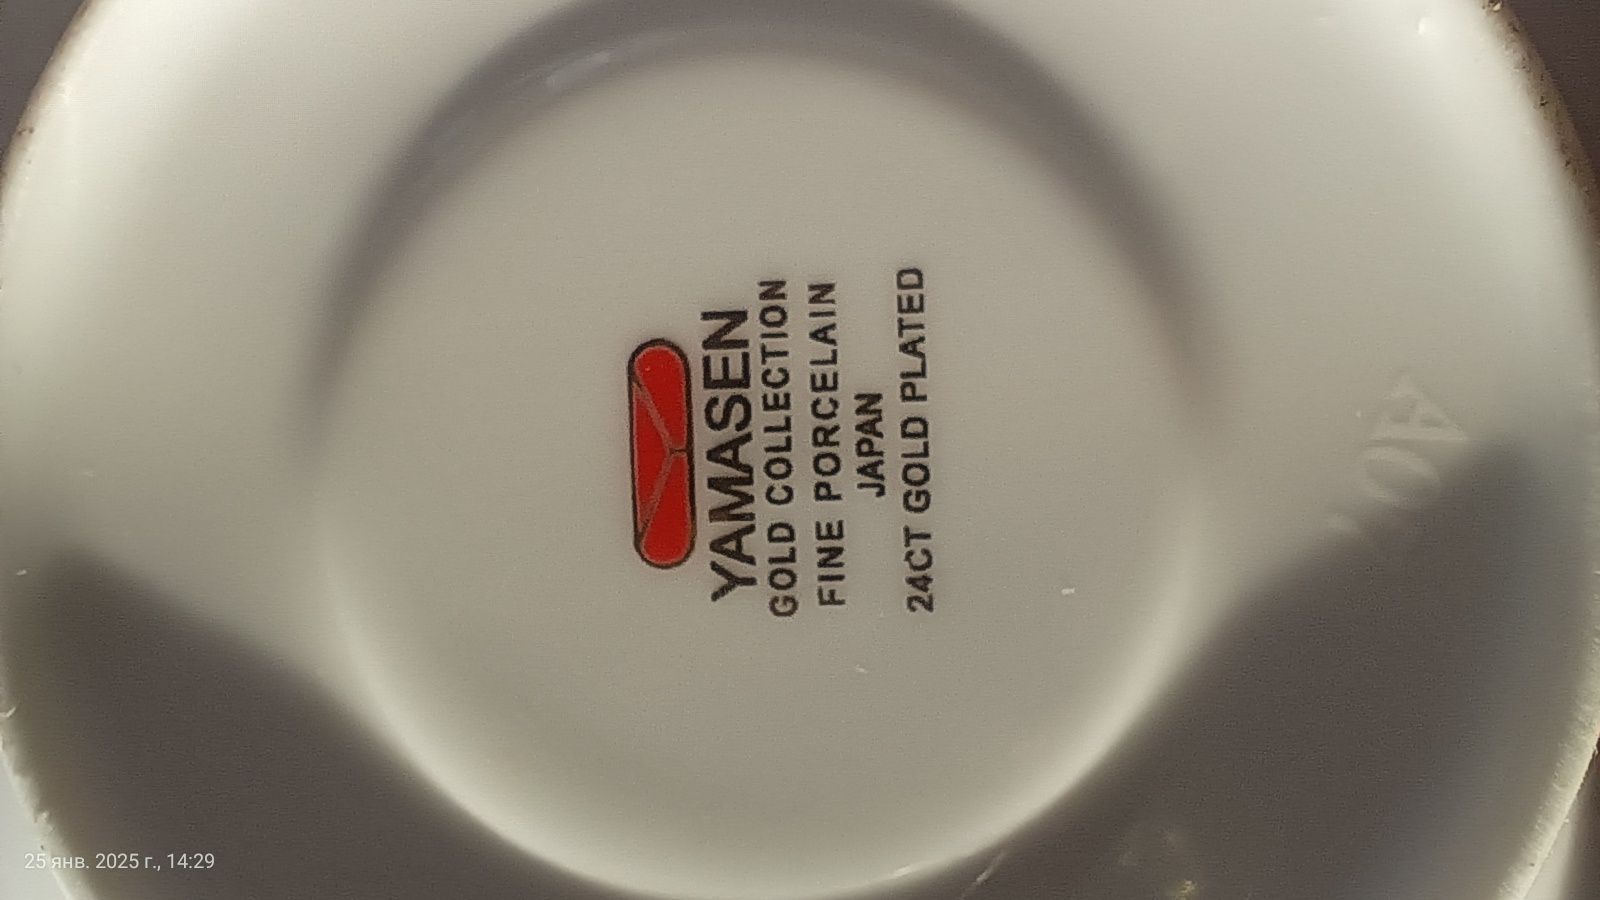 YAMASEN
GOLD COLLECTION
FINE PORCELAIN
JAPAN
24CT GOLD PLATED
25 янв. 2025 г., 14:29